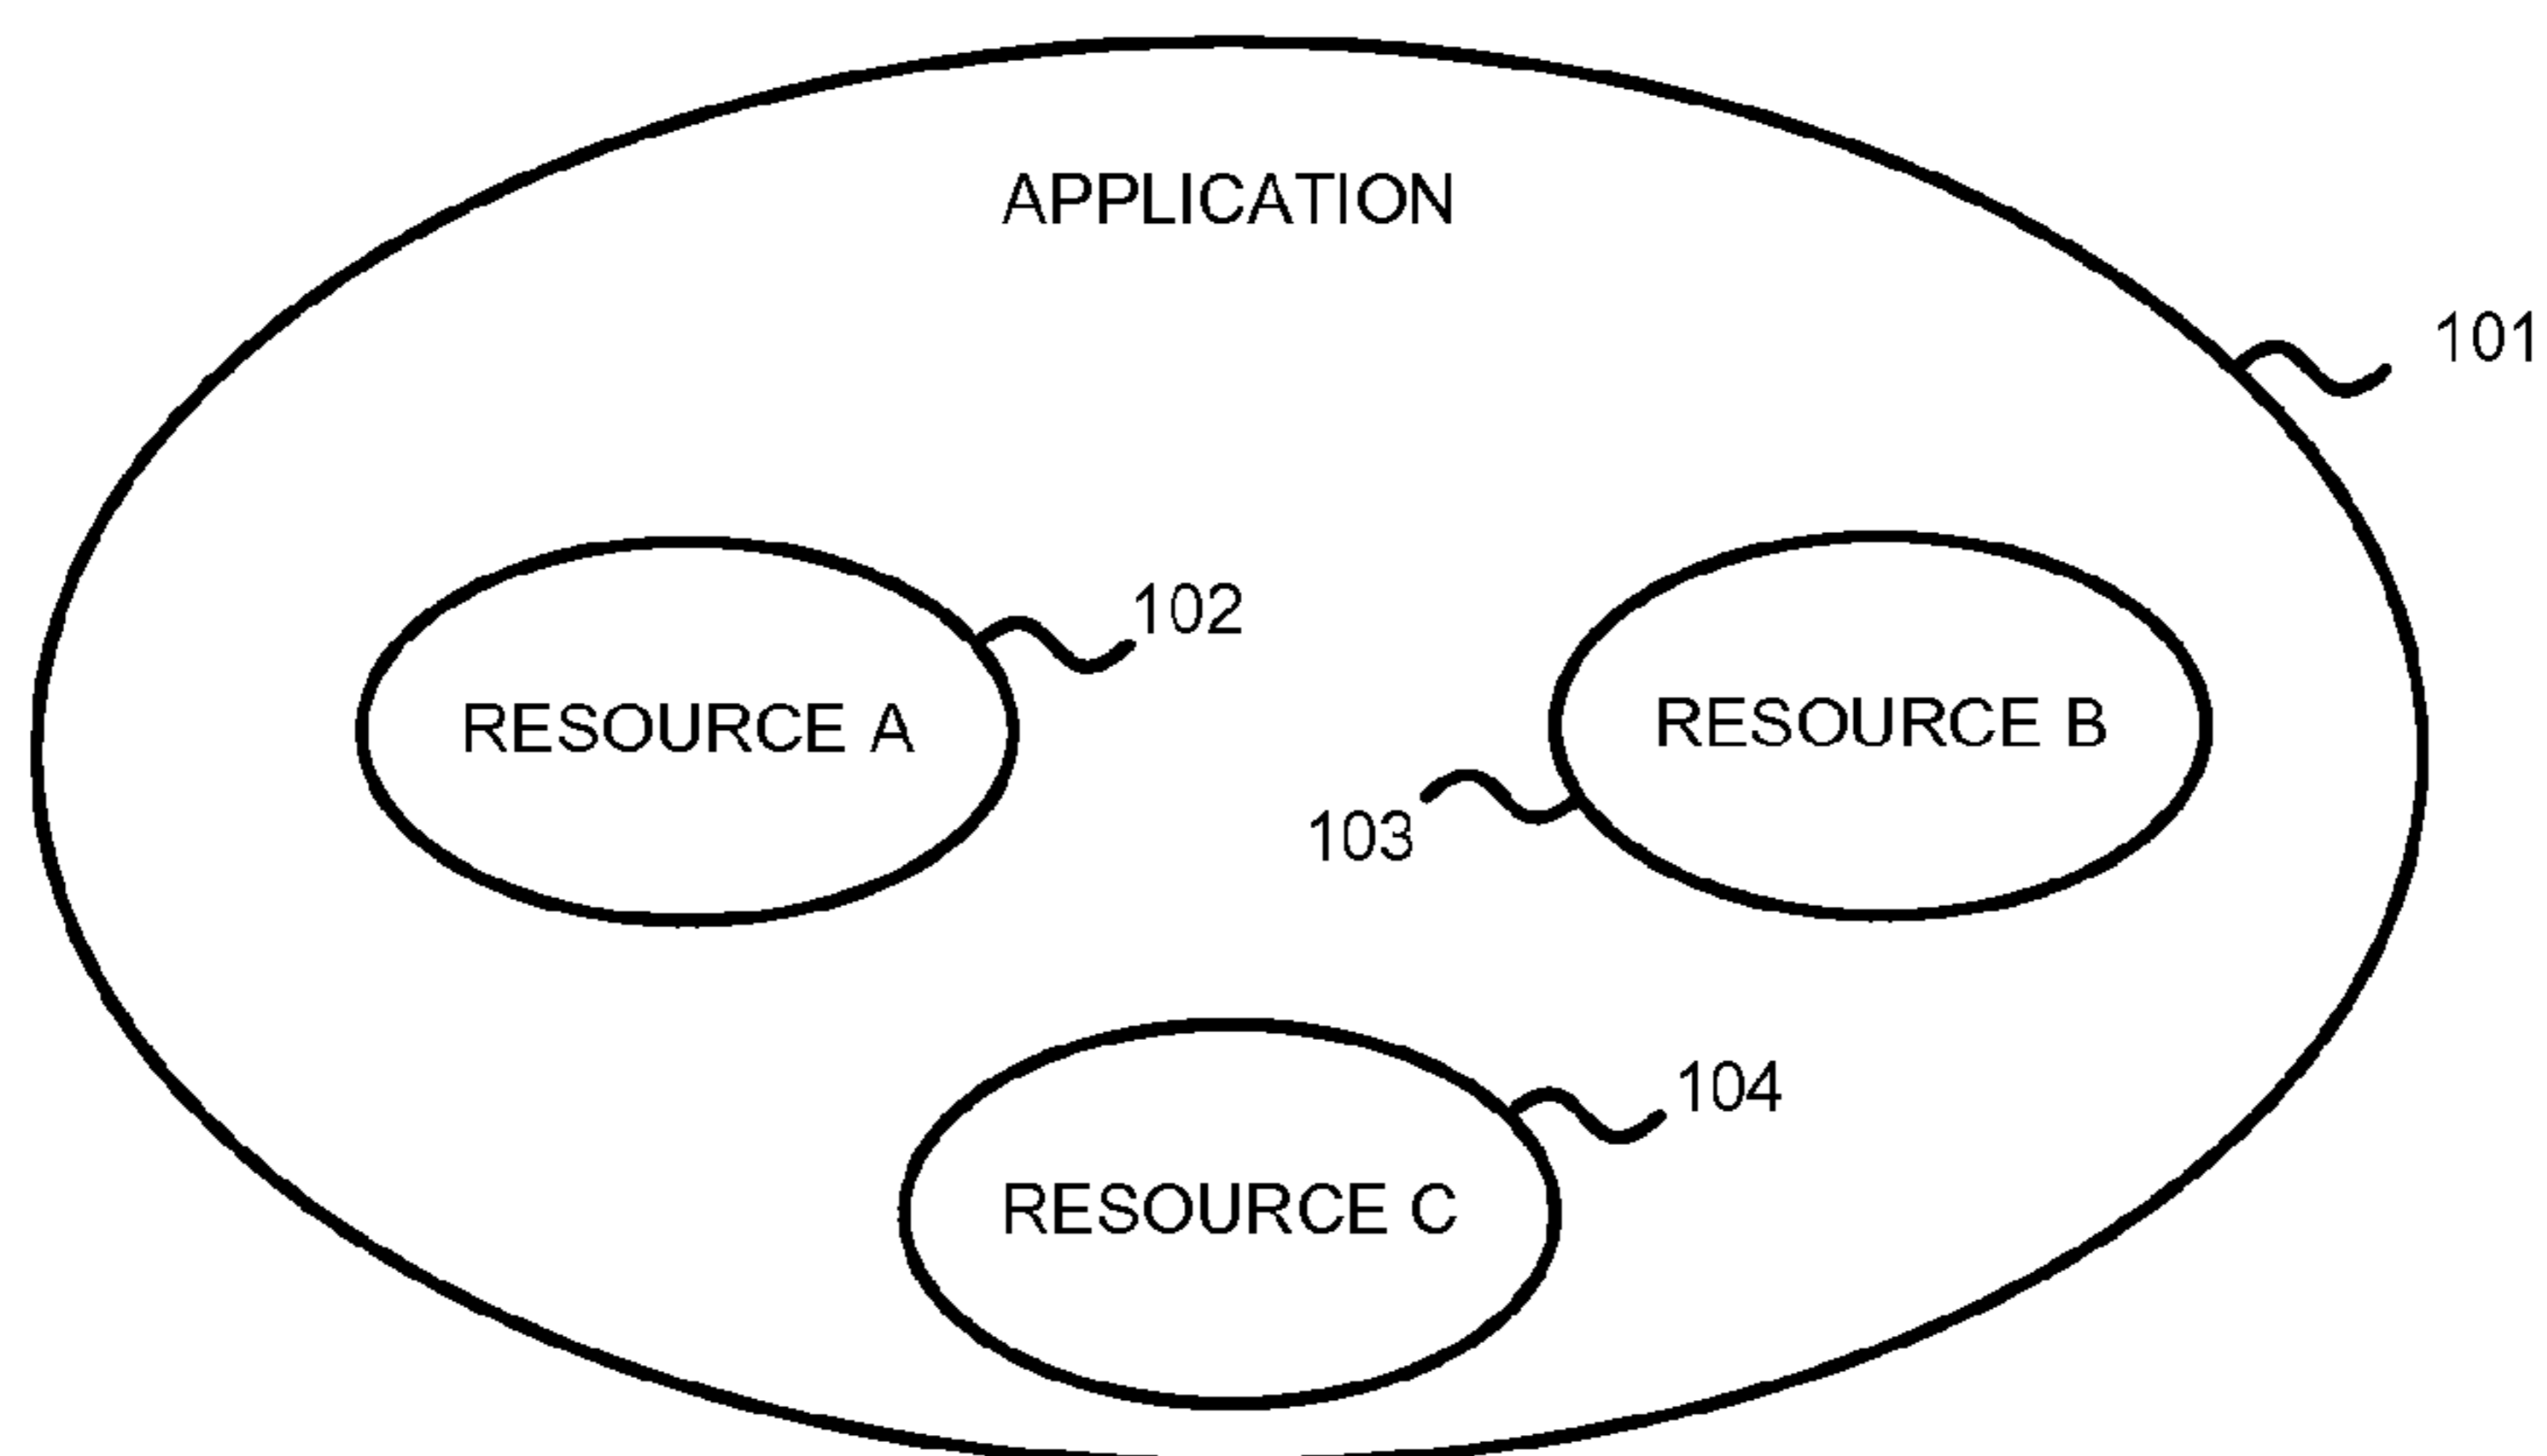 APPLICATION
101
102
RESOURCE A
RESOURCE B
103
104
RESOURCE C